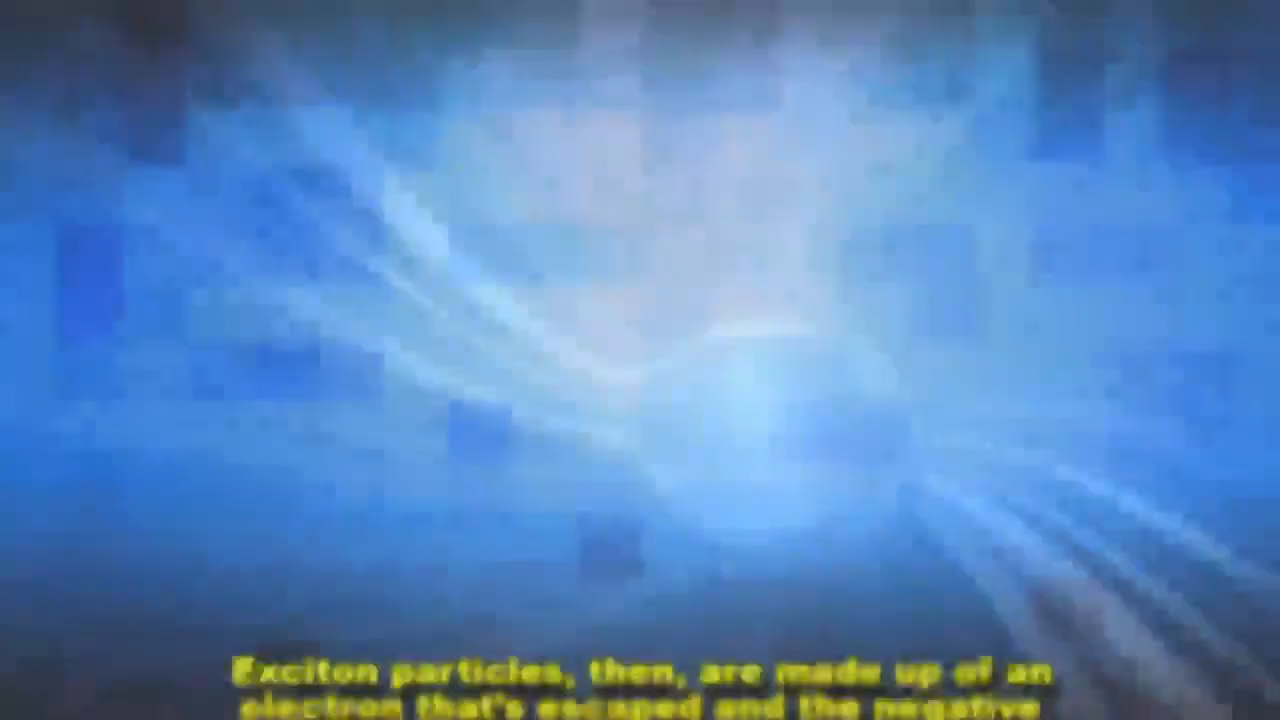 Exciton particles, then, are made up of an
electron that's escaped and the negative